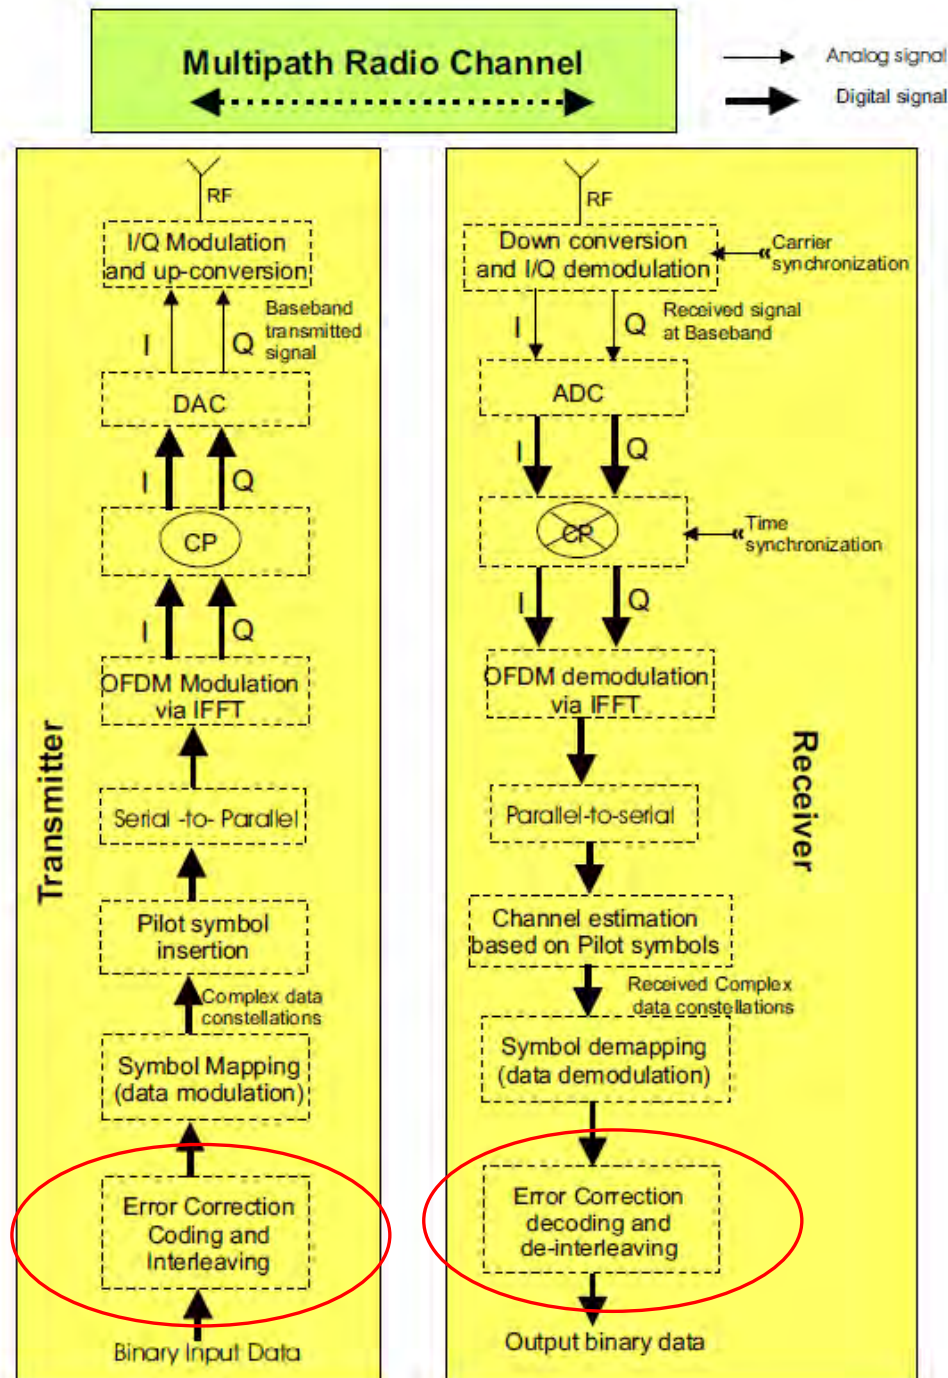 Multipath Radio Channel
Analog signal
Digital signal
Transmitter
RF
I/Q Modulation
and up-conversion
I
Q
Baseband
transmitted
signal
DAC
I
Q
CP
I
Q
OFDM Modulation
via IFFT
Serial -to- Parallel
Pilot symbol
insertion
Complex data
constellations
Symbol Mapping
(data modulation)
Error Correction
Coding and
Interleaving
Binary Input Data
Receiver
RF
Down conversion
and I/Q demodulation
Carrier
synchronization
I
Q
Received signal
at Baseband
ADC
I
Q
CP
Time
synchronization
I
Q
OFDM demodulation
via IFFT
Parallel-to-serial
Channel estimation
based on Pilot symbols
Received Complex
data constellations
Symbol demapping
(data demodulation)
Error Correction
decoding and
de-interleaving
Output binary data